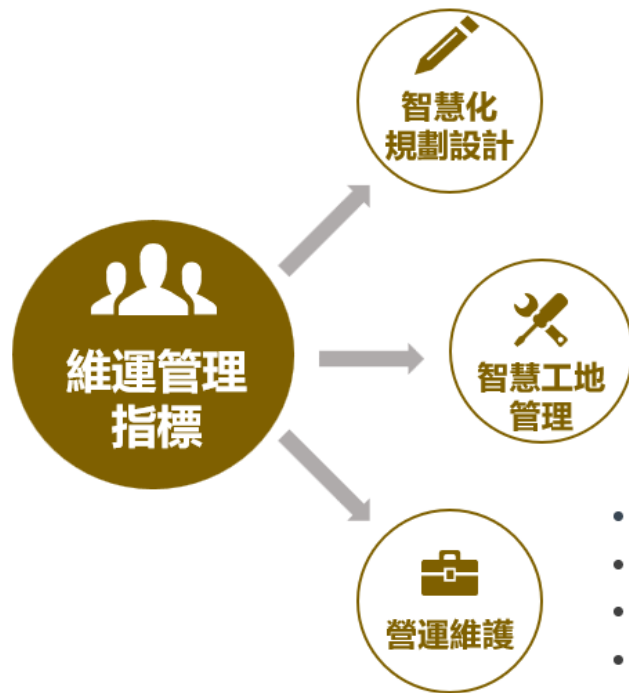 智慧化
規劃設計
維運管理
指標
智慧工地
管理
營運維護